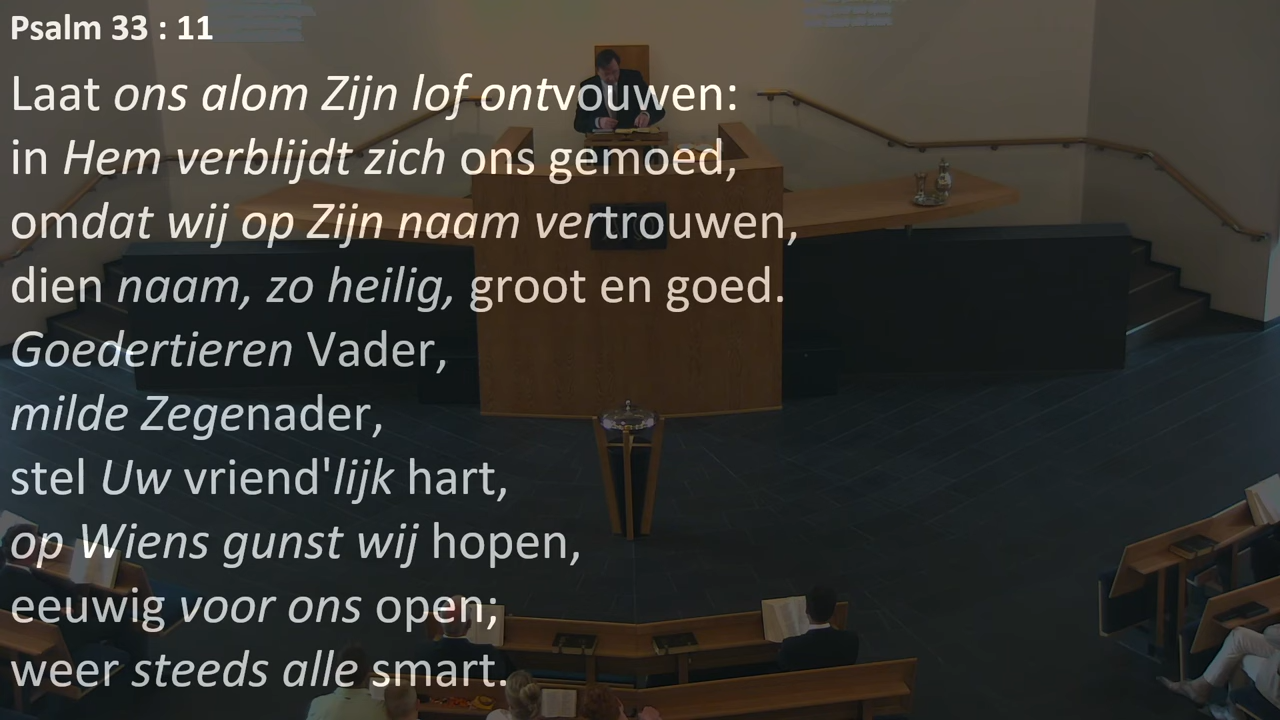 Psalm 33 : 11
Laat ons alom Zijn lof ontvouwen:
in Hem verblijdt zich ons gemoed,
omdat wij op Zijn naam vertrouwen,
dien naam, zo heilig, groot en goed.
Goedertieren Vader,
milde Zegenader,
stel Uw vriend'lijk hart,
op Wiens gunst wij hopen,
eeuwig voor ons open;
weer steeds alle smart.